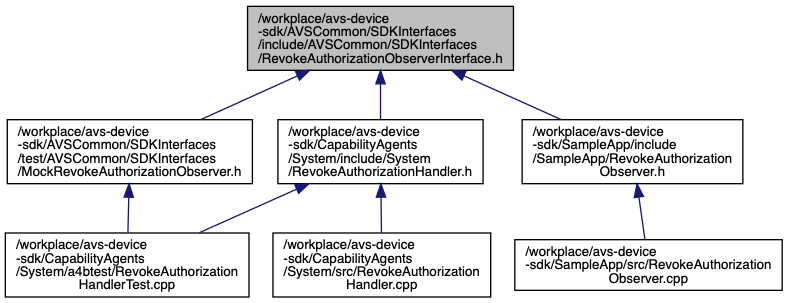 /workplace/avs-device
-sdk/AVSCommon/SDKInterfaces
/include/AVSCommon/SDKInterfaces
/RevokeAuthorizationObserverInterface.h
/workplace/avs-device
-sdk/AVSCommon/SDKInterfaces
/test/AVSCommon/SDKInterfaces
/MockRevokeAuthorizationObserver.h
/workplace/avs-device
-sdk/CapabilityAgents
/System/include/System
/RevokeAuthorizationHandler.h
/workplace/avs-device
-sdk/SampleApp/include
/SampleApp/RevokeAuthorization
Observer.h
/workplace/avs-device
-sdk/CapabilityAgents
/System/a4btest/RevokeAuthorization
HandlerTest.cpp
/workplace/avs-device
-sdk/CapabilityAgents
/System/src/RevokeAuthorization
Handler.cpp
/workplace/avs-device
-sdk/SampleApp/src/RevokeAuthorization
Observer.cpp